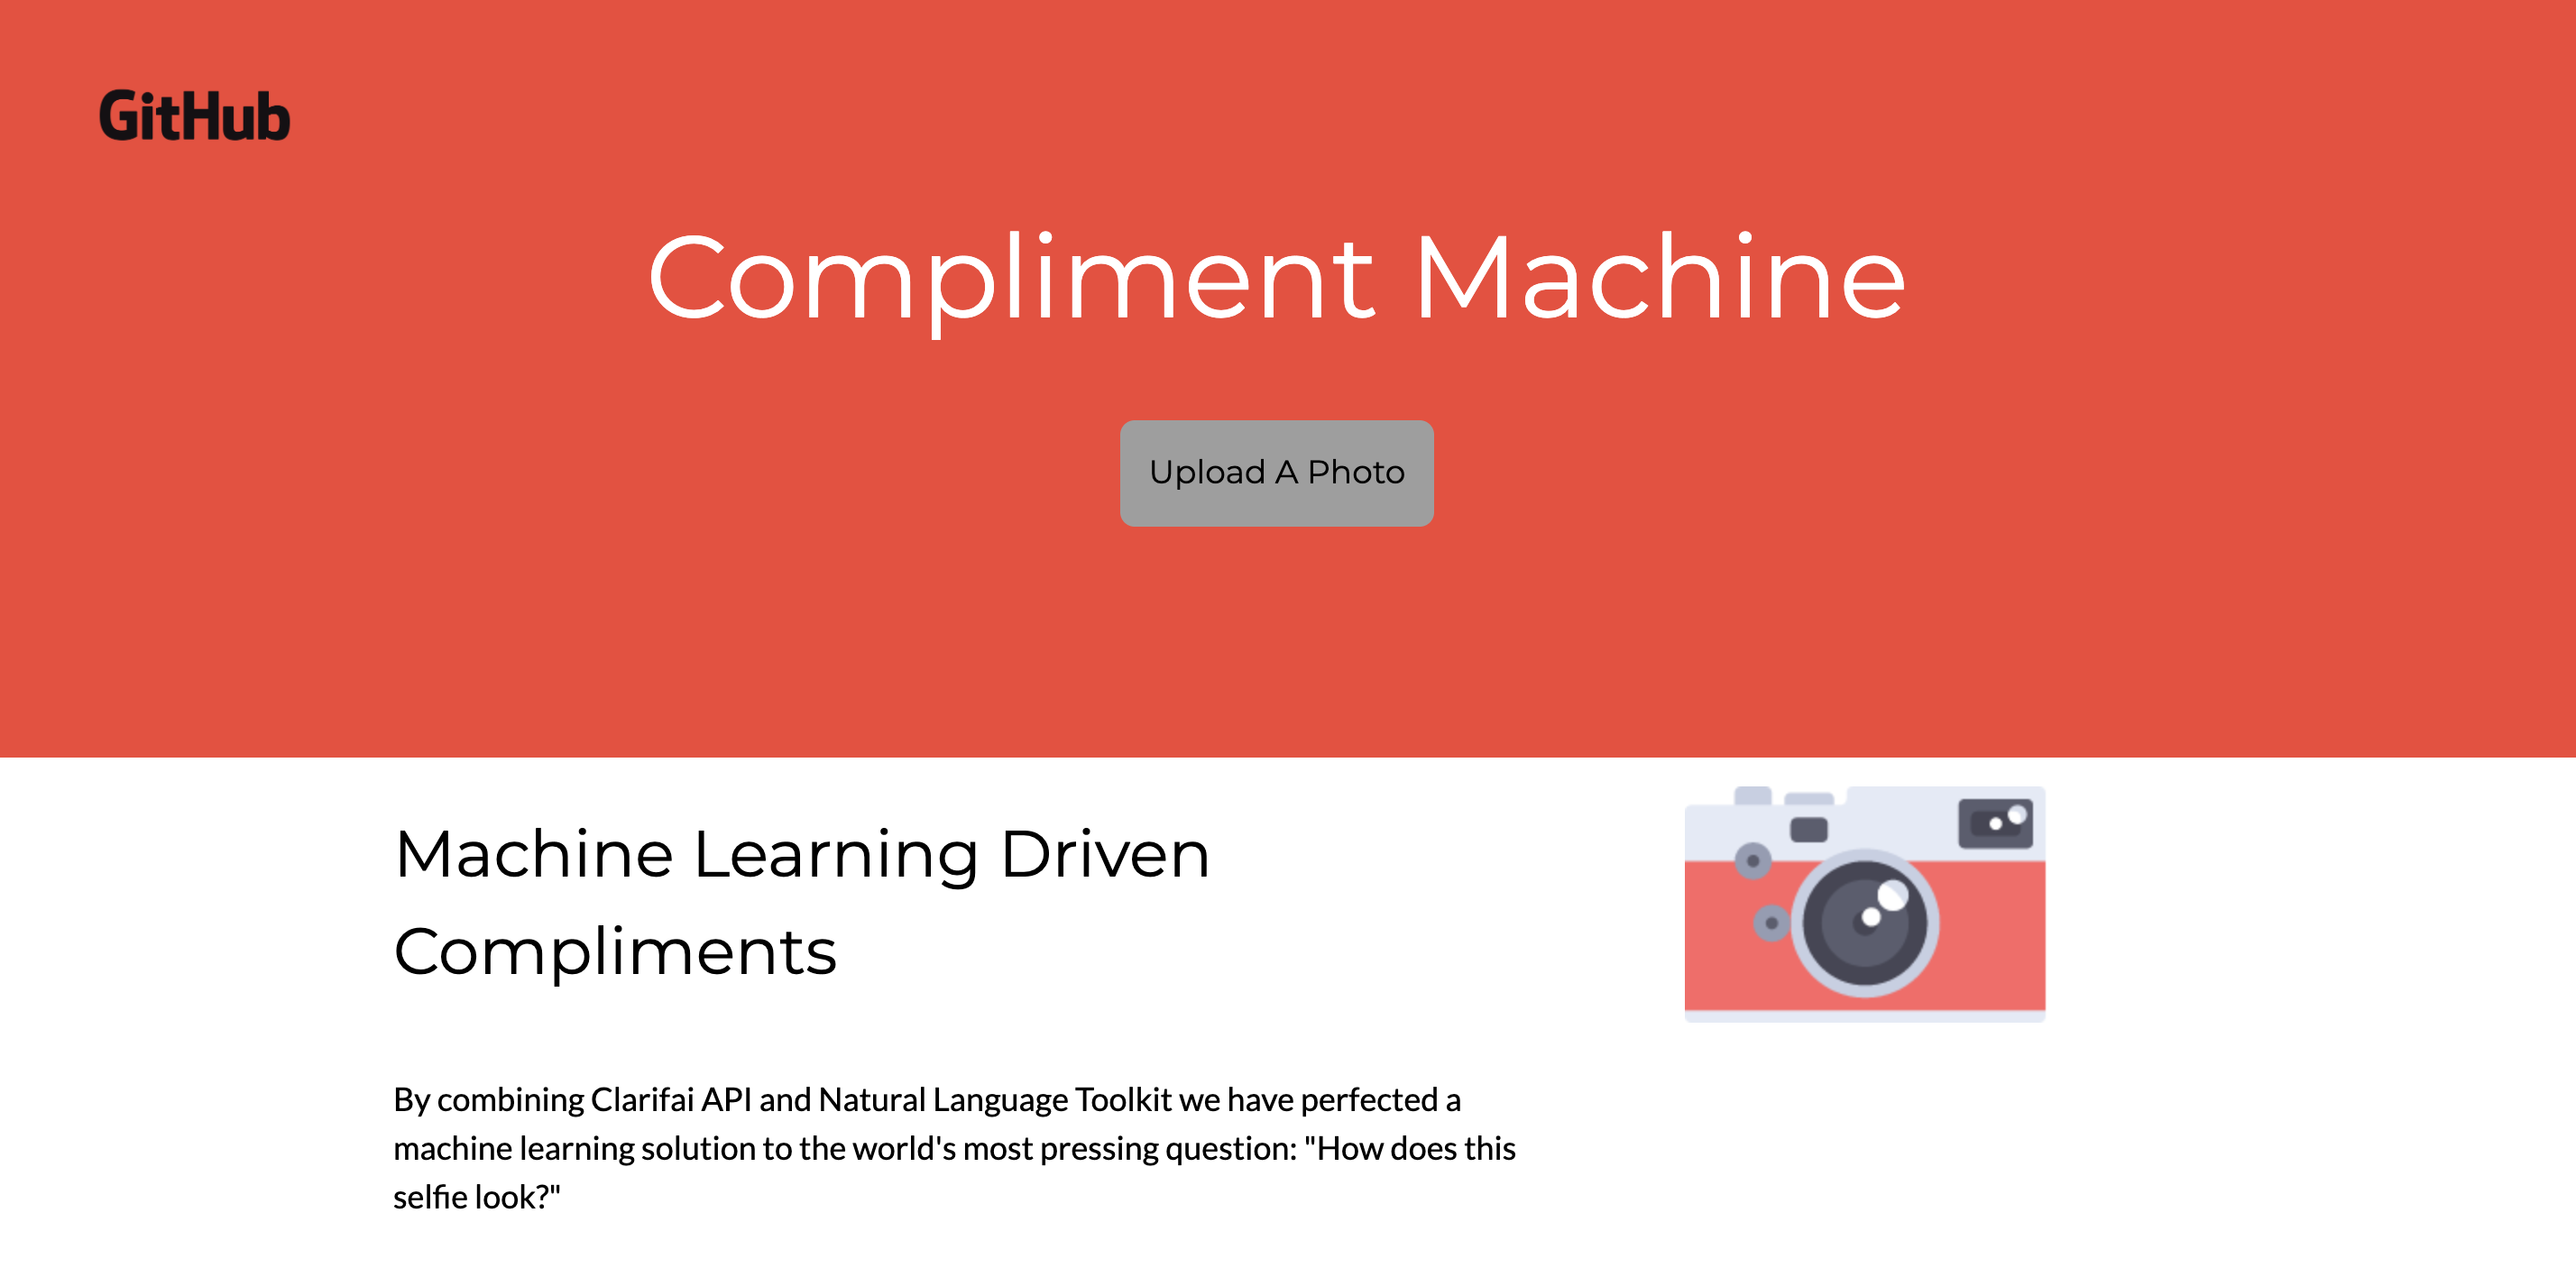 GitHub
Compliment Machine
Upload A Photo
Machine Learning Driven
Compliments
By combining Clarifai API and Natural Language Toolkit we have perfected a
machine learning solution to the world's most pressing question: "How does this
selfie look?"